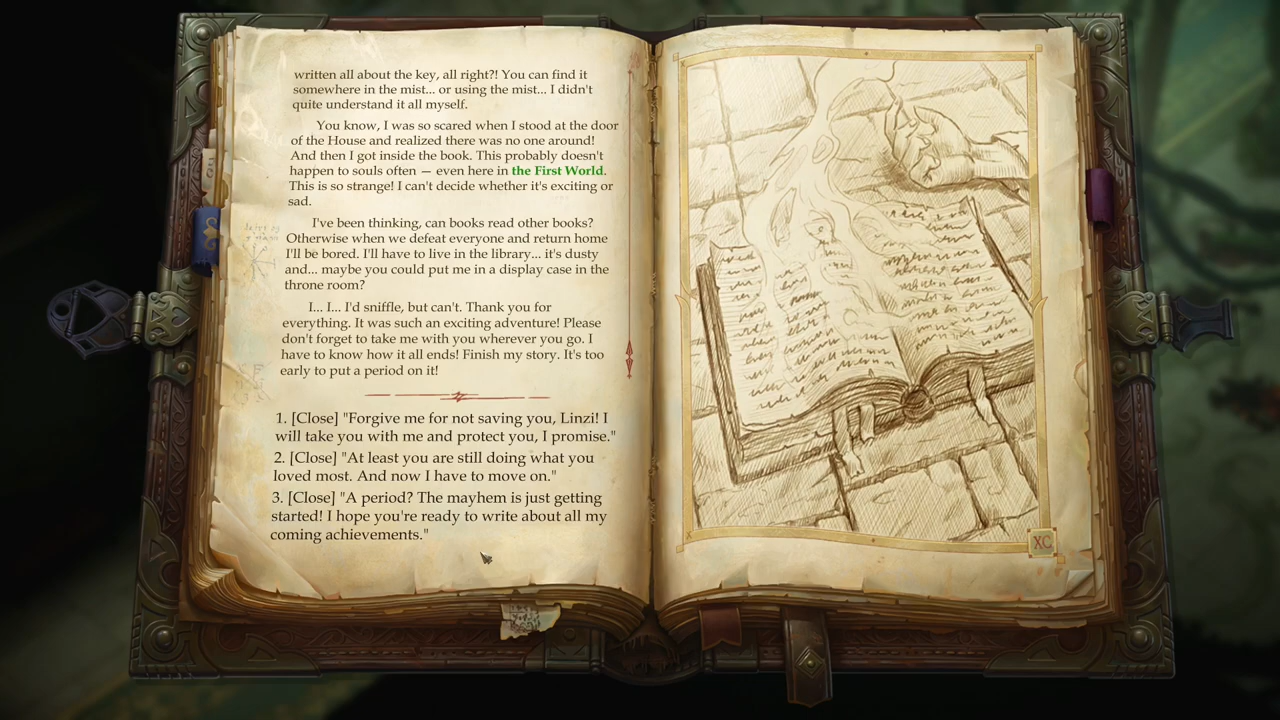 written all about the key, all right?! You can find it
somewhere in the mist... or using the mist... I didn't
quite understand it all myself.
You know, I was so scared when I stood at the door
of the House and realized there was no one around!
And then I got inside the book. This probably doesn't
happen to souls often — even here in the First World.
This is so strange! I can't decide whether it's exciting or
sad.
I've been thinking, can books read other books?
Otherwise when we defeat everyone and return home
I'll be bored. I'll have to live in the library... it's dusty
and... maybe you could put me in a display case in the
throne room?
I... I... I'd sniffle, but can't. Thank you for
everything. It was such an exciting adventure! Please
don't forget to take me with you wherever you go. I
have to know how it all ends! Finish my story. It's too
early to put a period on it!
1. [Close] "Forgive me for not saving you, Linzi! I
will take you with me and protect you, I promise."
2. [Close] "At least you are still doing what you
loved most. And now I have to move on."
3. [Close] "A period? The mayhem is just getting
started! I hope you're ready to write about all my
coming achievements."
XC